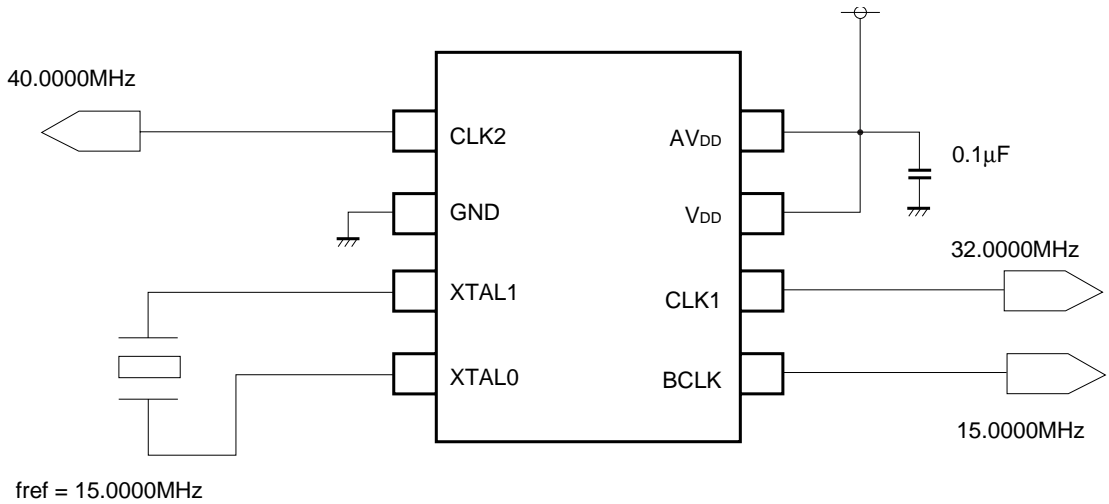 40.0000MHz
CLK2
AVDD
0.1μF
GND
VDD
32.0000MHz
XTAL1
CLK1
XTAL0
BCLK
15.0000MHz
fref = 15.0000MHz